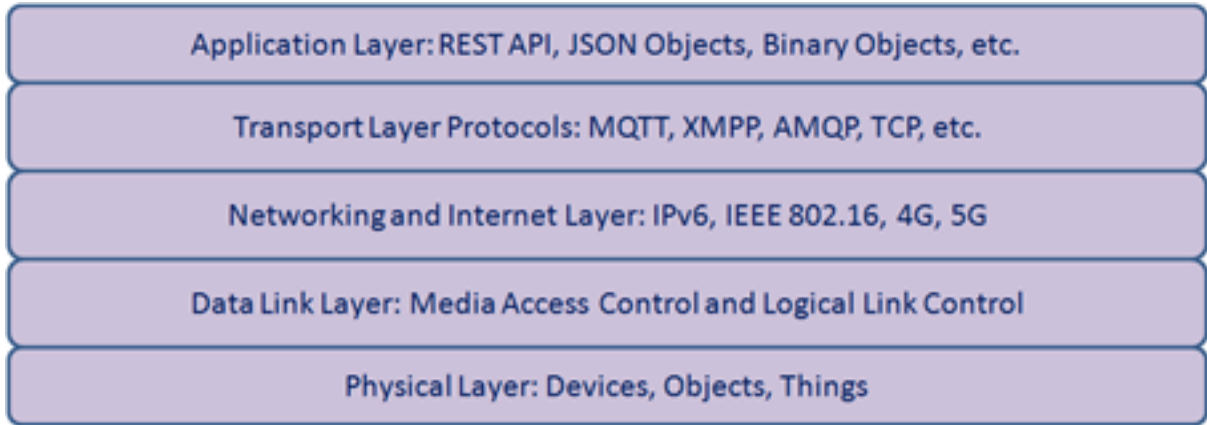 Application Layer: REST API, JSON Objects, Binary Objects, etc.
Transport Layer Protocols: MQTT, XMPP, AMQP, TCP, etc.
Networking and Internet Layer: IPv6, IEEE 802.16, 4G, 5G
Data Link Layer: Media Access Control and Logical Link Control
Physical Layer: Devices, Objects, Things